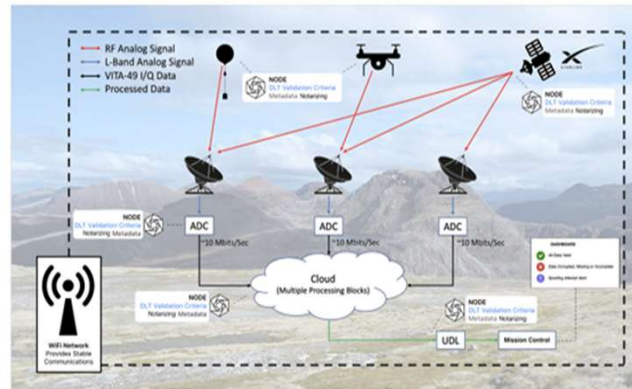 RF Analog Signal
L-Band Analog Signal
VITA-49 I/Q Data
Processed Data
NODE
DLT Validation Criteria
Metadata Notarizing
NODE
DLT Validation Criteria
Metadata Notarizing
NODE
DLT Validation Criteria
Notarizing Metadata
ADC
ADC
ADC
~10 Mbits/Sec
~10 Mbits/Sec
~10 Mbits/Sec
DASHBOARD
Cloud
(Multiple Processing Blocks)
NODE
DLT Validation Criteria
Notarizing Metadata
NODE
DLT Validation Criteria
Metadata Notarizing
UDL
Mission Control
WiFi Network
Provides Stable
Communications